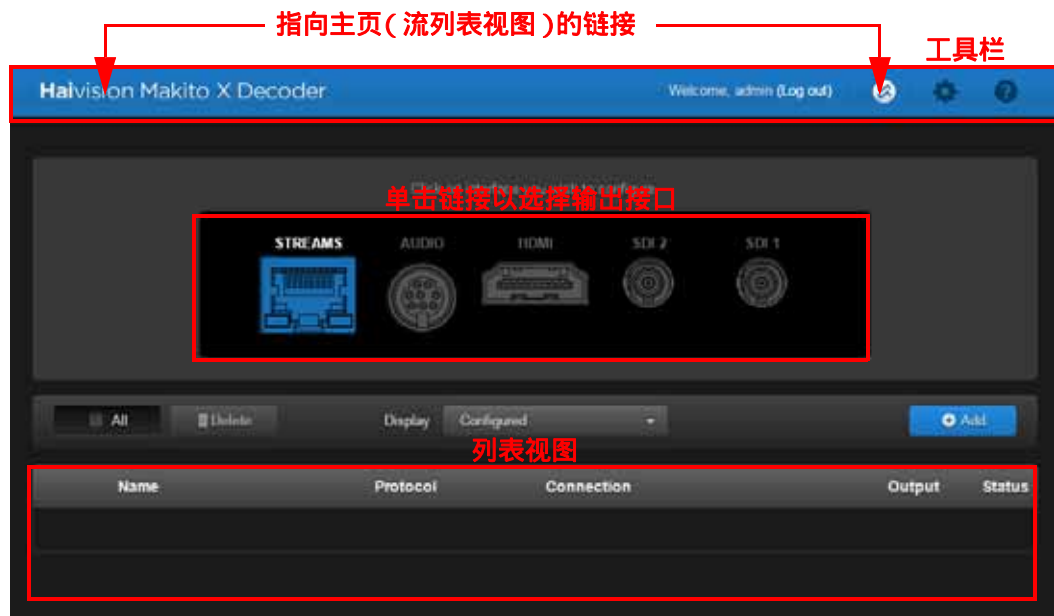 指向主页(流列表视图)的链接
工具栏
Haivision Makito X Decoder
Welcome, admin (Log out)
单击链接以选择输出接口
STREAMS AUDIO HDMI SDI 2 SDI 1
All Delete Display Configured Add
列表视图
Name Protocol Connection Output Status